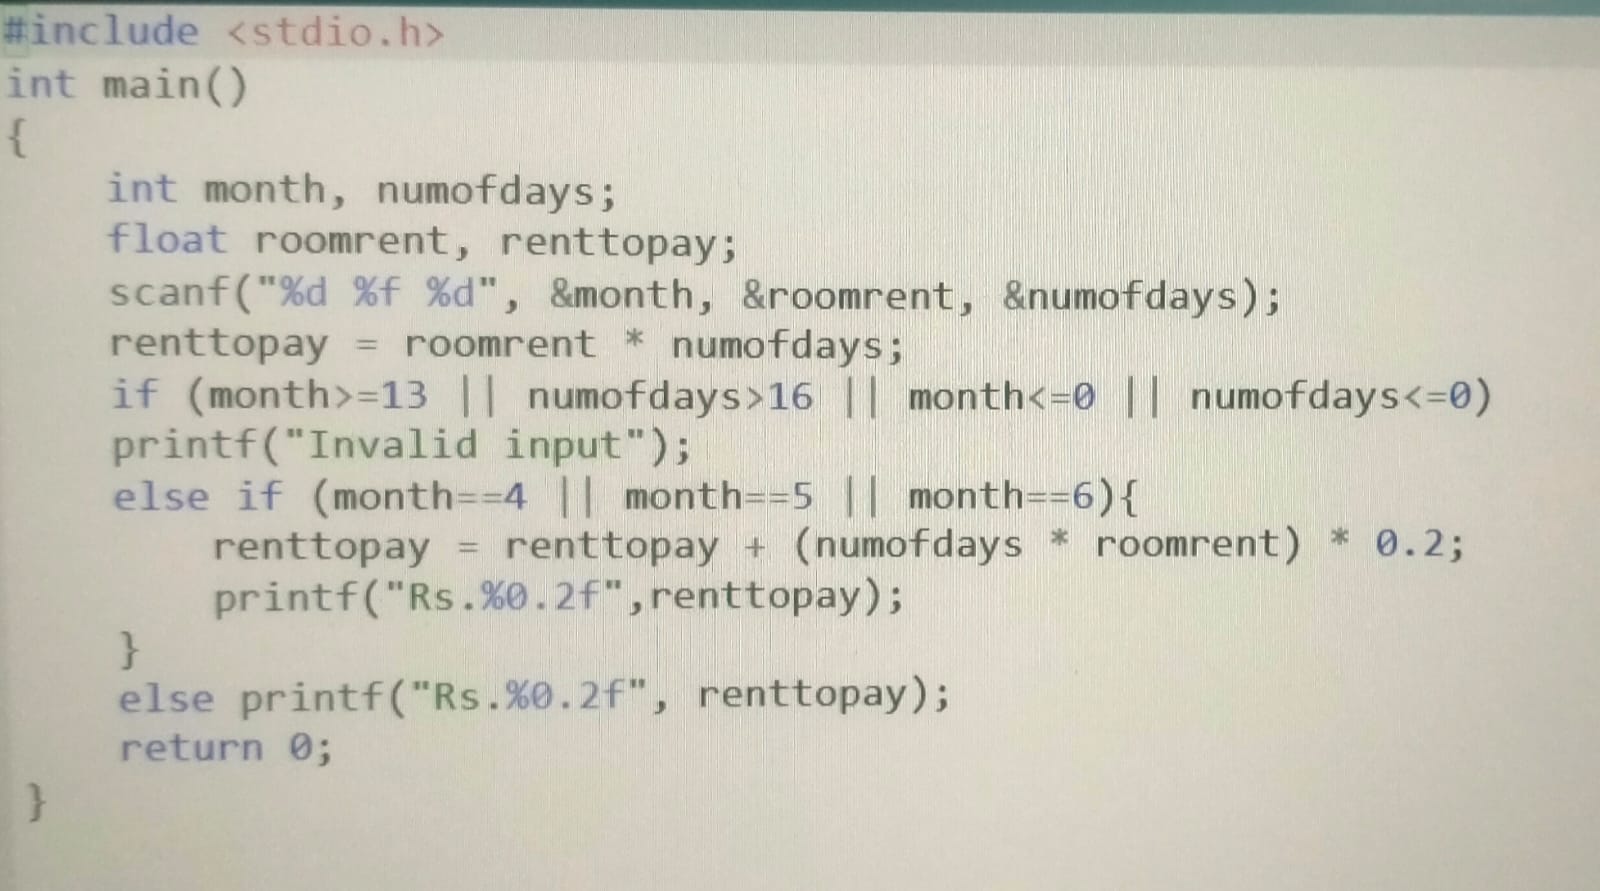 #include <stdio.h>
int main()
{
    int month, numofdays;
    float roomrent, renttopay;
    scanf("%d %f %d", &month, &roomrent, &numofdays);
    renttopay = roomrent * numofdays;
    if (month>=13 || numofdays>16 || month<=0 || numofdays<=0)
    printf("Invalid input");
    else if (month==4 || month==5 || month==6){
        renttopay = renttopay + (numofdays * roomrent) * 0.2;
        printf("Rs.%0.2f",renttopay);
    }
    else printf("Rs.%0.2f", renttopay);
    return 0;
}